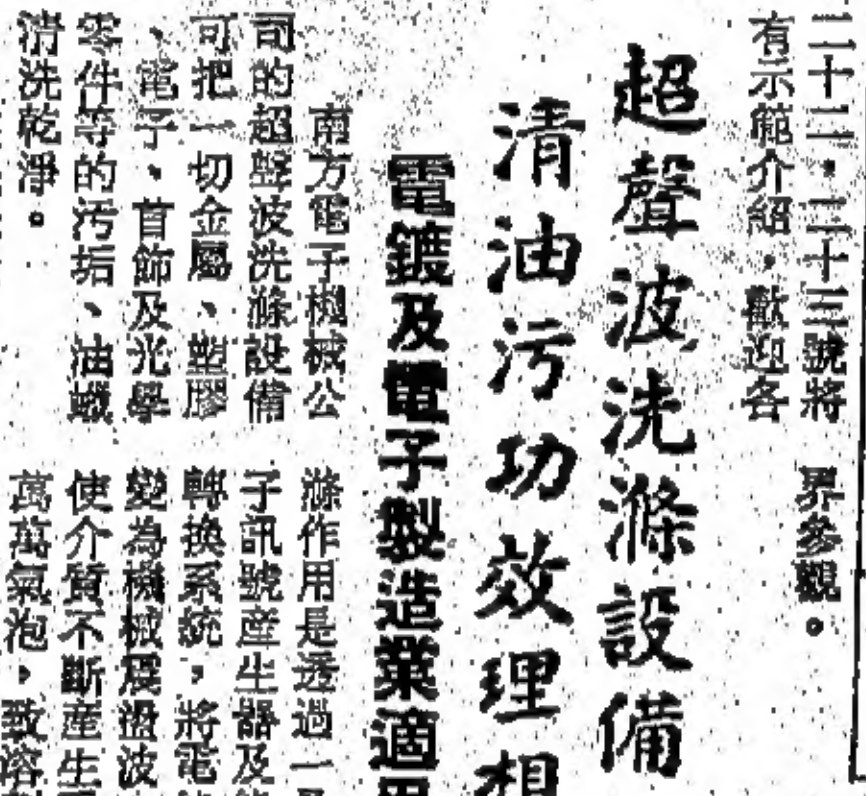 二十二、二十三號將
有示範介紹，歡迎各
界參觀。
超聲波洗滌設備
清油污功效理想
電鍍及電子製造業適用
南方電子機械公
司的超聲波洗滌設備
可把一切金屬、塑膠
、電子、首飾及光學
零件等的污垢、油蠟
清洗乾淨。
滌作用是透過一
子訊號產生器及
轉換系統，將電
變為機械震盪波
使介質不斷產生
萬萬氣泡，致溶